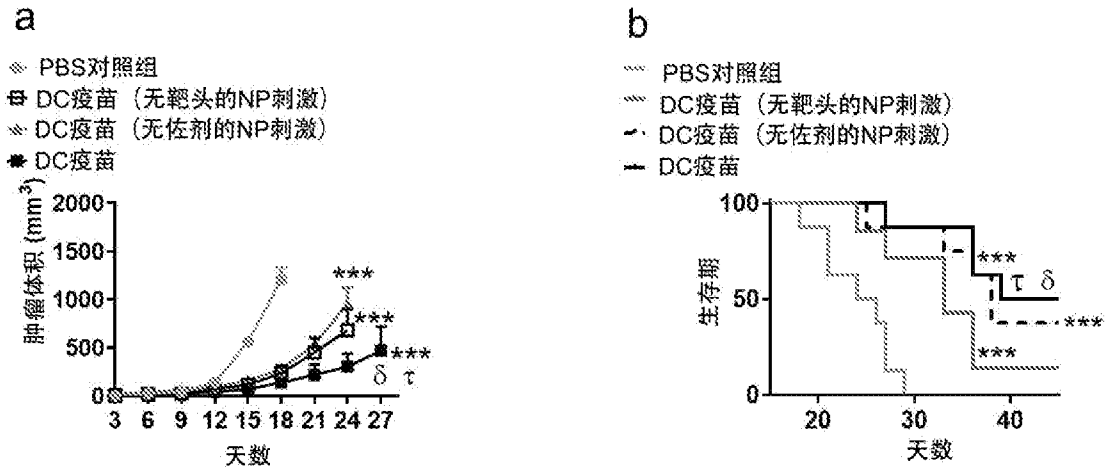 a
PBS对照组
DC疫苗（无靶头的NP刺激）
DC疫苗（无佐剂的NP刺激）
DC疫苗
肿瘤体积 (mm³)
2000
1500
1000
500
0
3 6 9 12 15 18 21 24 27
天数
***
***
***
δ τ
b
PBS对照组
DC疫苗（无靶头的NP刺激）
DC疫苗（无佐剂的NP刺激）
DC疫苗
生存期
100
50
0
20 30 40
天数
***
τ δ
***
***